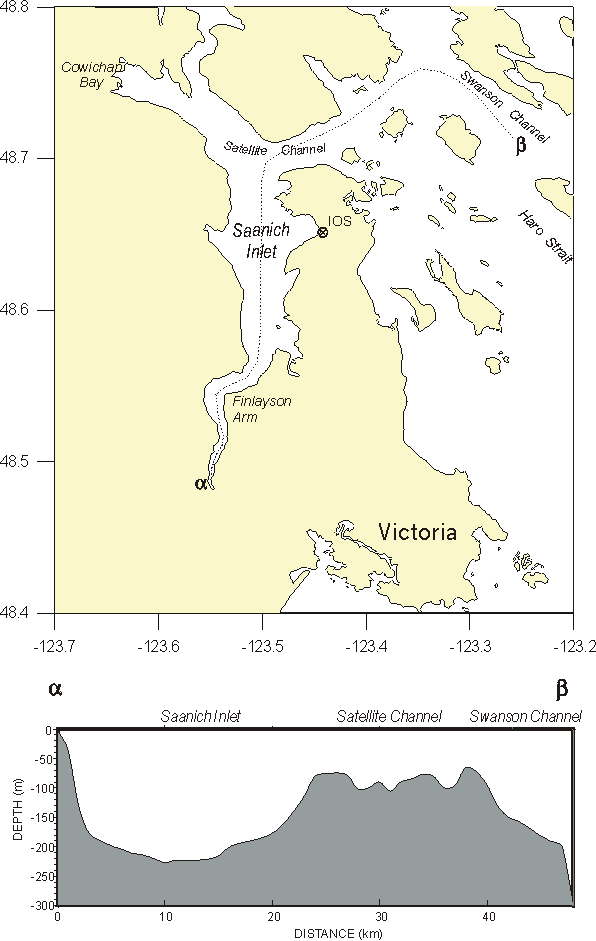 48.8
Cowichan
Bay
Swanson Channel
β
Satellite Channel
48.7
IOS
Saanich
Inlet
Haro Strait
48.6
Finlayson
Arm
48.5
α
Victoria
48.4
-123.7 -123.6 -123.5 -123.4 -123.3 -123.2
α β
Saanich Inlet Satellite Channel Swanson Channel
0
-50
-100
-150
-200
-250
-300
DEPTH (m)
0 10 20 30 40
DISTANCE (km)